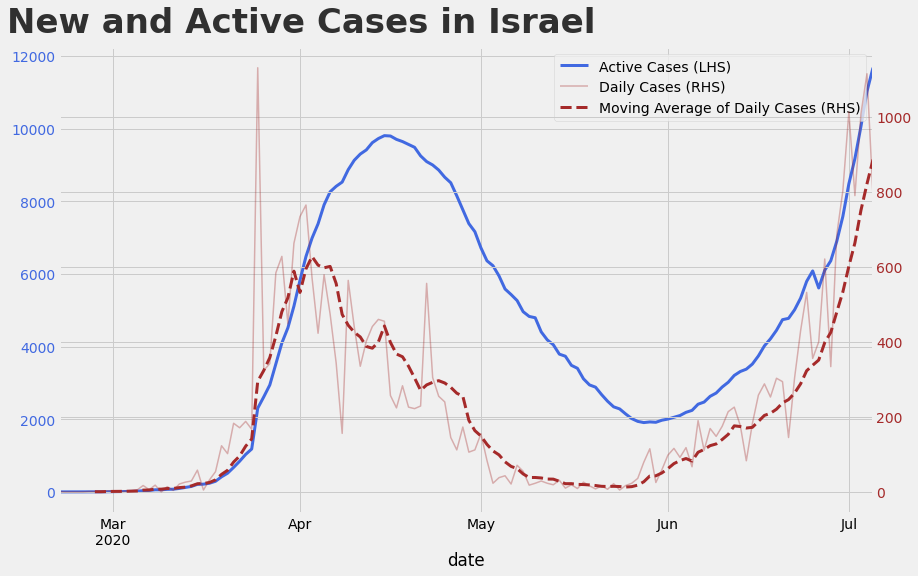 New and Active Cases in Israel
12000
10000
8000
6000
4000
2000
0
Active Cases (LHS)
Daily Cases (RHS)
Moving Average of Daily Cases (RHS)
1000
800
600
400
200
0
Mar
2020
Apr
May
Jun
Jul
date